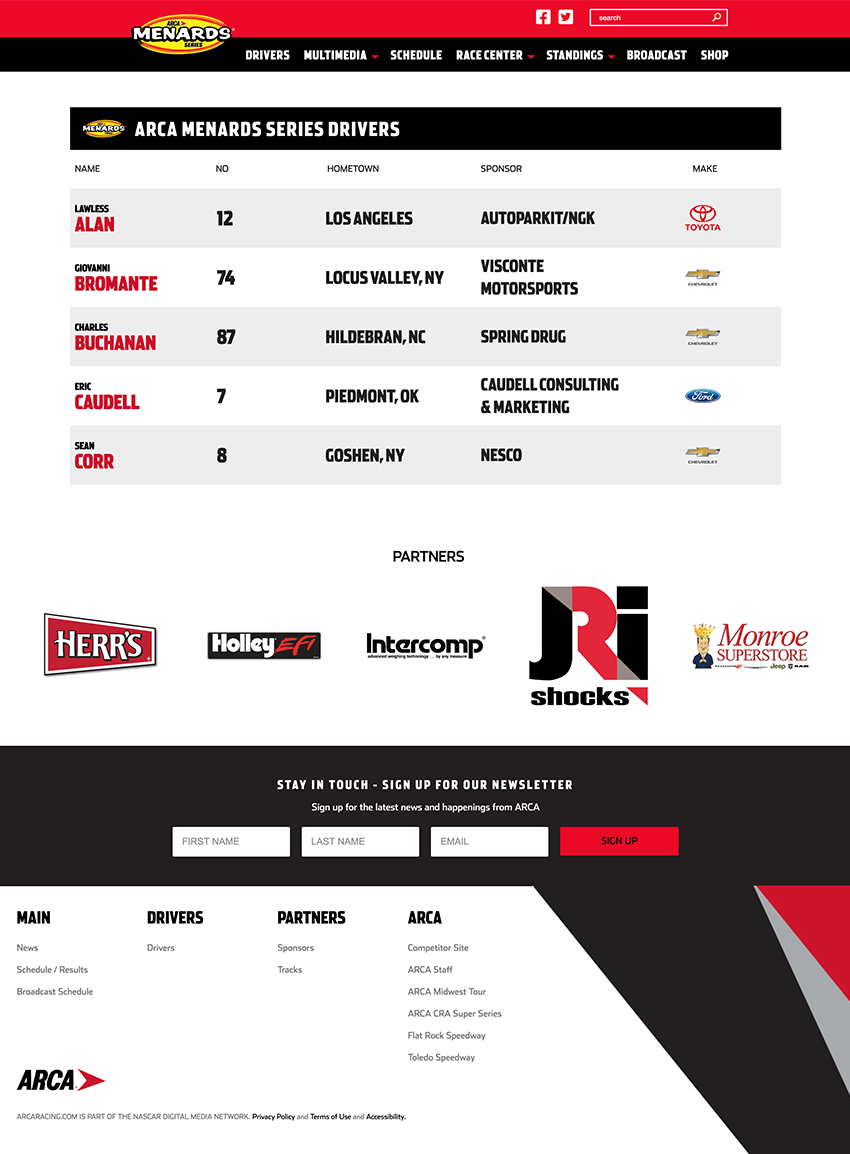 search
ARCA
MENARDS
SERIES
DRIVERS MULTIMEDIA SCHEDULE RACE CENTER STANDINGS BROADCAST SHOP
MENARDS ARCA MENARDS SERIES DRIVERS
NAME NO HOMETOWN SPONSOR MAKE
LAWLESS
ALAN 12 LOS ANGELES AUTOPARKIT/NGK TOYOTA
GIOVANNI
BROMANTE 74 LOCUS VALLEY, NY VISCONTE
MOTORSPORTS CHEVROLET
CHARLES
BUCHANAN 87 HILDEBRAN, NC SPRING DRUG CHEVROLET
ERIC
CAUDELL 7 PIEDMONT, OK CAUDELL CONSULTING
& MARKETING Ford
SEAN
CORR 8 GOSHEN, NY NESCO CHEVROLET
PARTNERS
HERR'S®
Holley EFI
Intercomp®
advanced weighing technology . . . by any measure
JRi
shocks
Monroe
SUPERSTORE
Jeep RAM
STAY IN TOUCH - SIGN UP FOR OUR NEWSLETTER
Sign up for the latest news and happenings from ARCA
FIRST NAME LAST NAME EMAIL SIGN UP
MAIN DRIVERS PARTNERS ARCA
News Drivers Sponsors Competitor Site
Schedule / Results Tracks ARCA Staff
Broadcast Schedule ARCA Midwest Tour
ARCA CRA Super Series
Flat Rock Speedway
Toledo Speedway
ARCA
ARCARACING.COM IS PART OF THE NASCAR DIGITAL MEDIA NETWORK. Privacy Policy and Terms of Use and Accessibility.